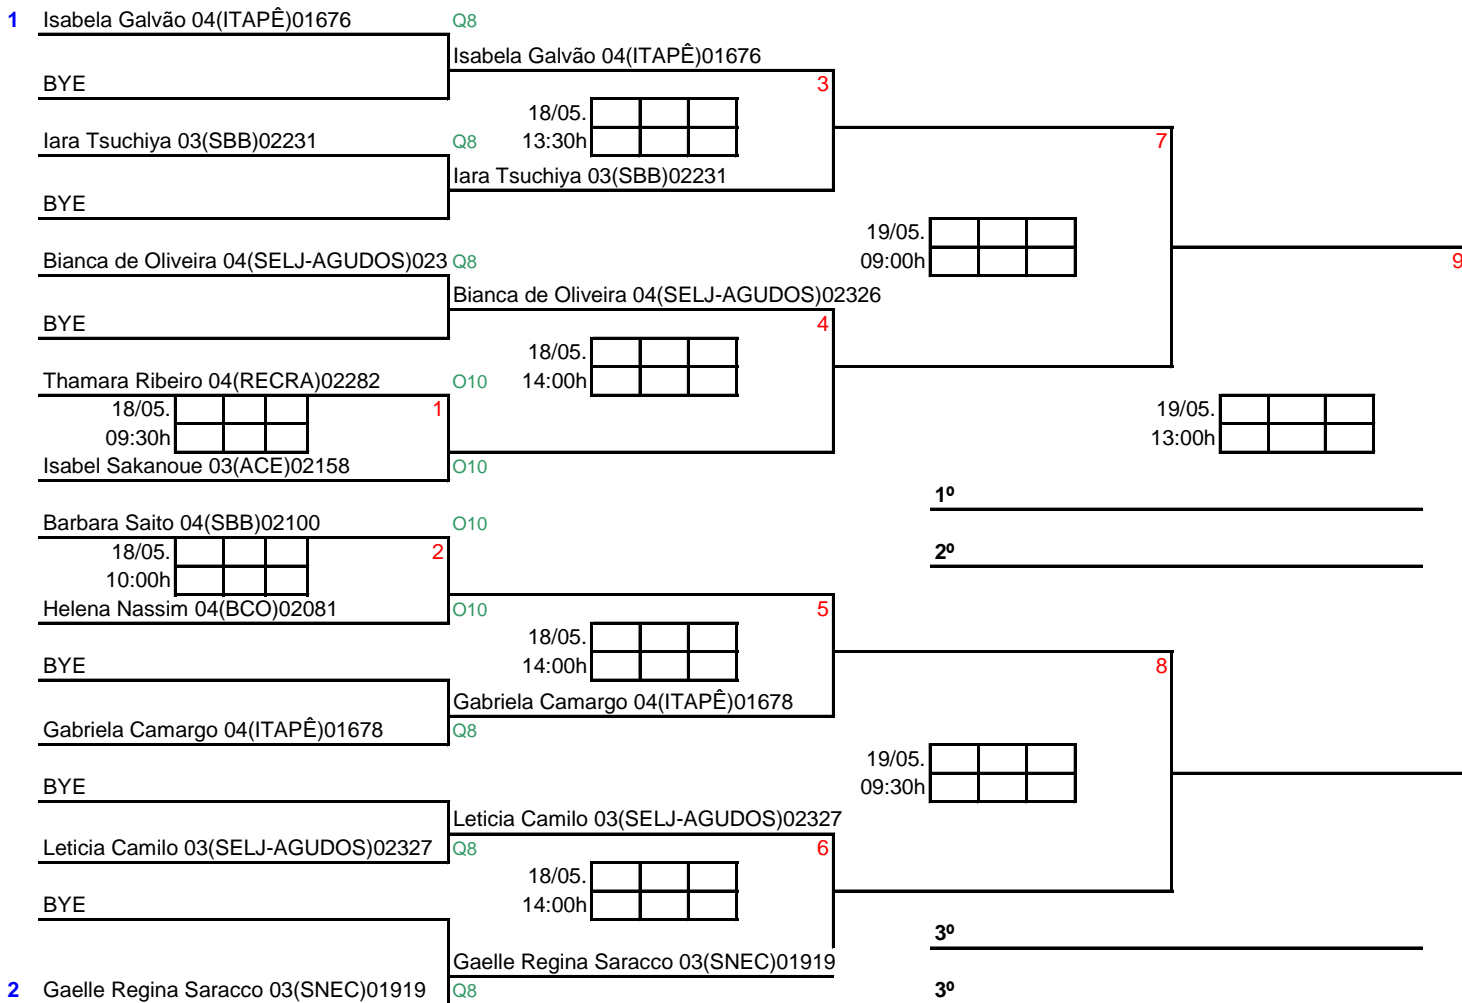 1 Isabela Galvão 04(ITAPÊ)01676 Q8
Isabela Galvão 04(ITAPÊ)01676
BYE 3
18/05.
Iara Tsuchiya 03(SBB)02231 Q8 13:30h 7
Iara Tsuchiya 03(SBB)02231
BYE
19/05.
Bianca de Oliveira 04(SELJ-AGUDOS)023 Q8 09:00h 9
Bianca de Oliveira 04(SELJ-AGUDOS)02326
BYE 4
18/05.
Thamara Ribeiro 04(RECRA)02282 O10 14:00h
18/05. 1 19/05.
09:30h 13:00h
Isabel Sakanoue 03(ACE)02158 O10
1º
Barbara Saito 04(SBB)02100 O10
18/05. 2 2º
10:00h
Helena Nassim 04(BCO)02081 O10 5
18/05.
BYE 14:00h 8
Gabriela Camargo 04(ITAPÊ)01678
Gabriela Camargo 04(ITAPÊ)01678 Q8
19/05.
BYE 09:30h
Leticia Camilo 03(SELJ-AGUDOS)02327
Leticia Camilo 03(SELJ-AGUDOS)02327 Q8 6
18/05.
BYE 14:00h
3º
Gaelle Regina Saracco 03(SNEC)01919
2 Gaelle Regina Saracco 03(SNEC)01919 Q8 3º